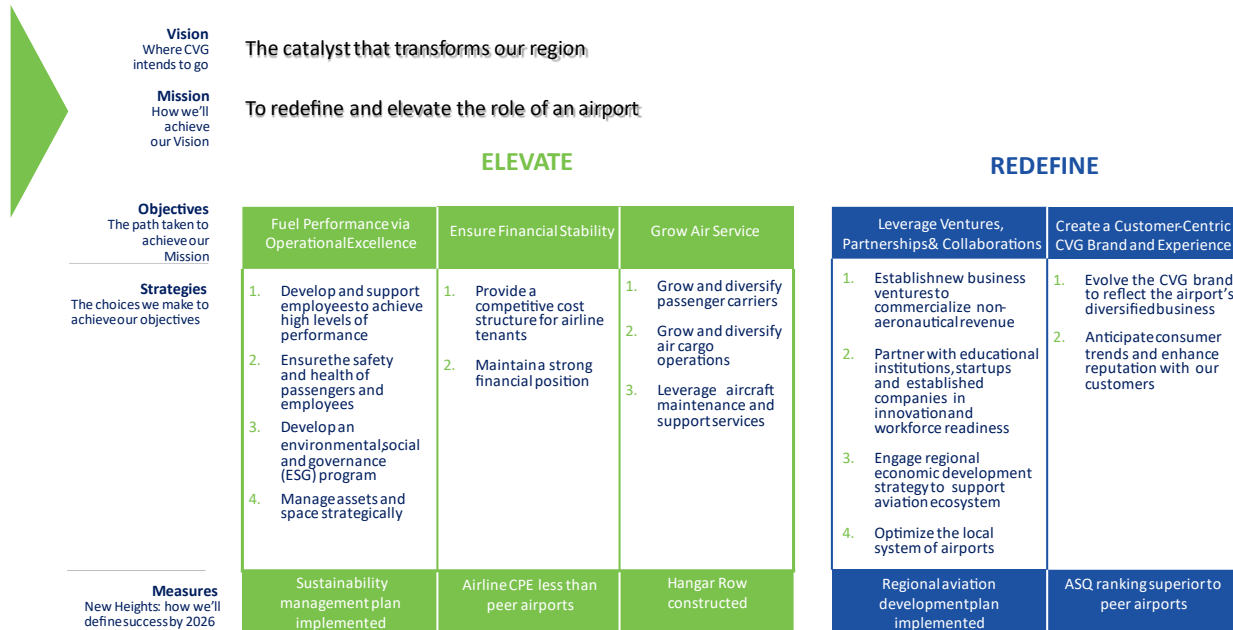 Vision
Where CVG
intends to go
The catalyst that transforms our region
Mission
How we'll
achieve
our Vision
To redefine and elevate the role of an airport
ELEVATE
REDEFINE
Objectives
The path taken to
achieve our
Mission
Fuel Performance via
Operational Excellence
Ensure Financial Stability
Grow Air Service
Leverage Ventures,
Partnerships & Collaborations
Create a Customer-Centric
CVG Brand and Experience
Strategies
The choices we make to
achieve our objectives
1. Develop and support
employees to achieve
high levels of
performance
2. Ensure the safety
and health of
passengers and
employees
3. Develop an
environmental, social
and governance
(ESG) program
4. Manage assets and
space strategically
1. Provide a
competitive cost
structure for airline
tenants
2. Maintain a strong
financial position
1. Grow and diversify
passenger carriers
2. Grow and diversify
air cargo
operations
3. Leverage aircraft
maintenance and
support services
1. Establish new business
ventures to
commercialize non-
aeronautical revenue
2. Partner with educational
institutions, startups
and established
companies in
innovation and
workforce readiness
3. Engage regional
economic development
strategy to support
aviation ecosystem
4. Optimize the local
system of airports
1. Evolve the CVG brand
to reflect the airport's
diversified business
2. Anticipate consumer
trends and enhance
reputation with our
customers
Measures
New Heights: how we'll
define success by 2026
Sustainability
management plan
implemented
Airline CPE less than
peer airports
Hangar Row
constructed
Regional aviation
development plan
implemented
ASQ ranking superior to
peer airports